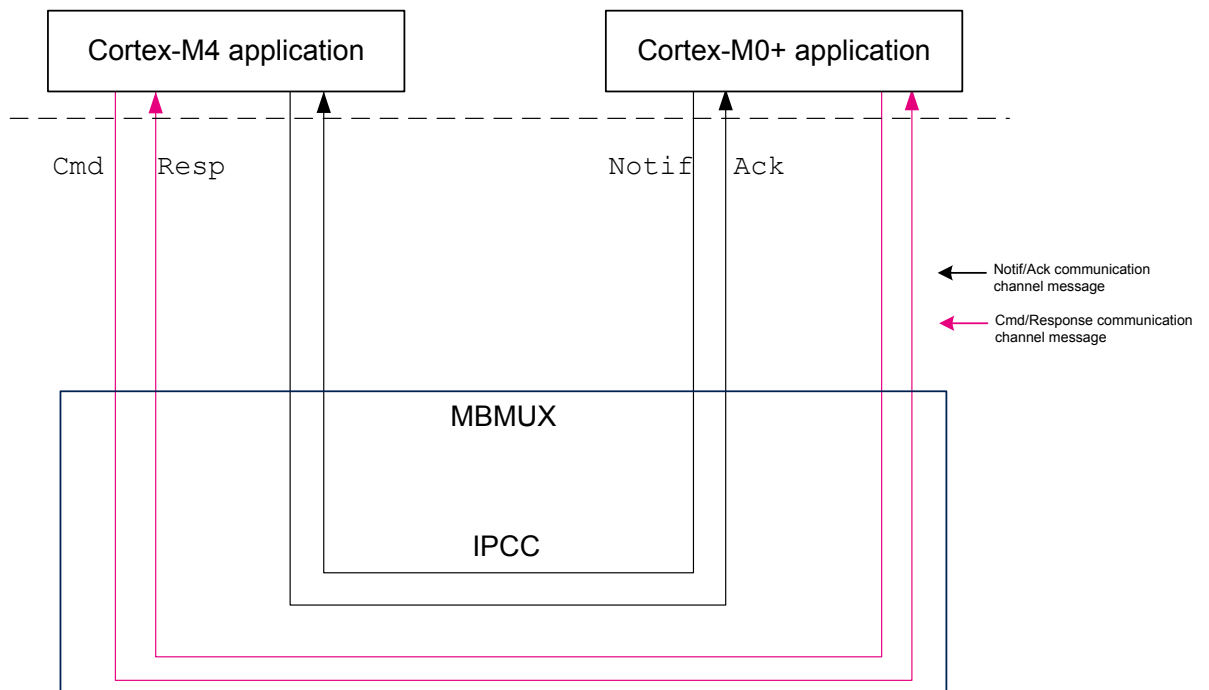 Cortex-M4 application
Cortex-M0+ application
Cmd
Resp
Notif
Ack
Notif/Ack communication
channel message
Cmd/Response communication
channel message
MBMUX
IPCC